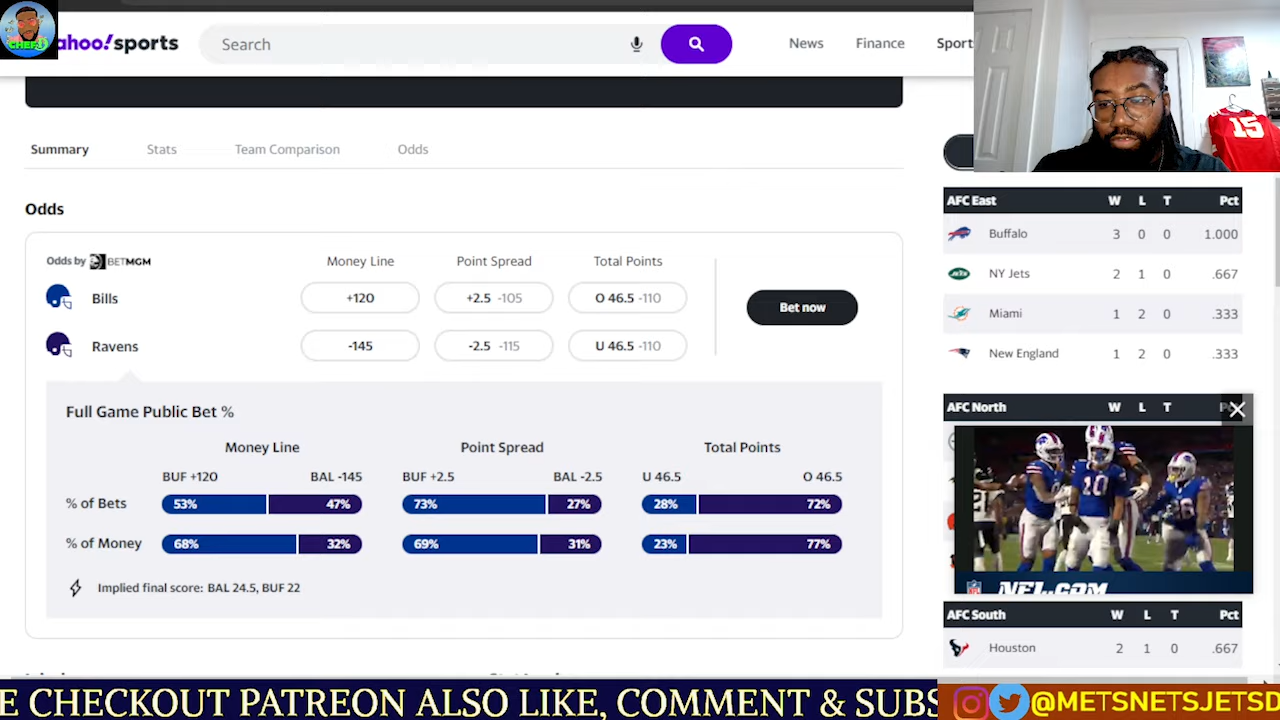 CHEFJ
ahoo!sports
Search
News
Finance
Sport
Summary
Stats
Team Comparison
Odds
Odds
Odds by BETMGM
Money Line
Point Spread
Total Points
Bills
+120
+2.5 -105
O 46.5 -110
Ravens
-145
-2.5 -115
U 46.5 -110
Bet now
Full Game Public Bet %
Money Line
Point Spread
Total Points
BUF +120
BAL -145
BUF +2.5
BAL -2.5
U 46.5
O 46.5
% of Bets
53%
47%
73%
27%
28%
72%
% of Money
68%
32%
69%
31%
23%
77%
Implied final score: BAL 24.5, BUF 22
15
AFC East W L T Pct
Buffalo 3 0 0 1.000
NY Jets 2 1 0 .667
Miami 1 2 0 .333
New England 1 2 0 .333
AFC North W L T
10
NFL.COM
AFC South W L T Pct
Houston 2 1 0 .667
E CHECKOUT PATREON ALSO LIKE, COMMENT & SUBS
@METSNETSJETSD